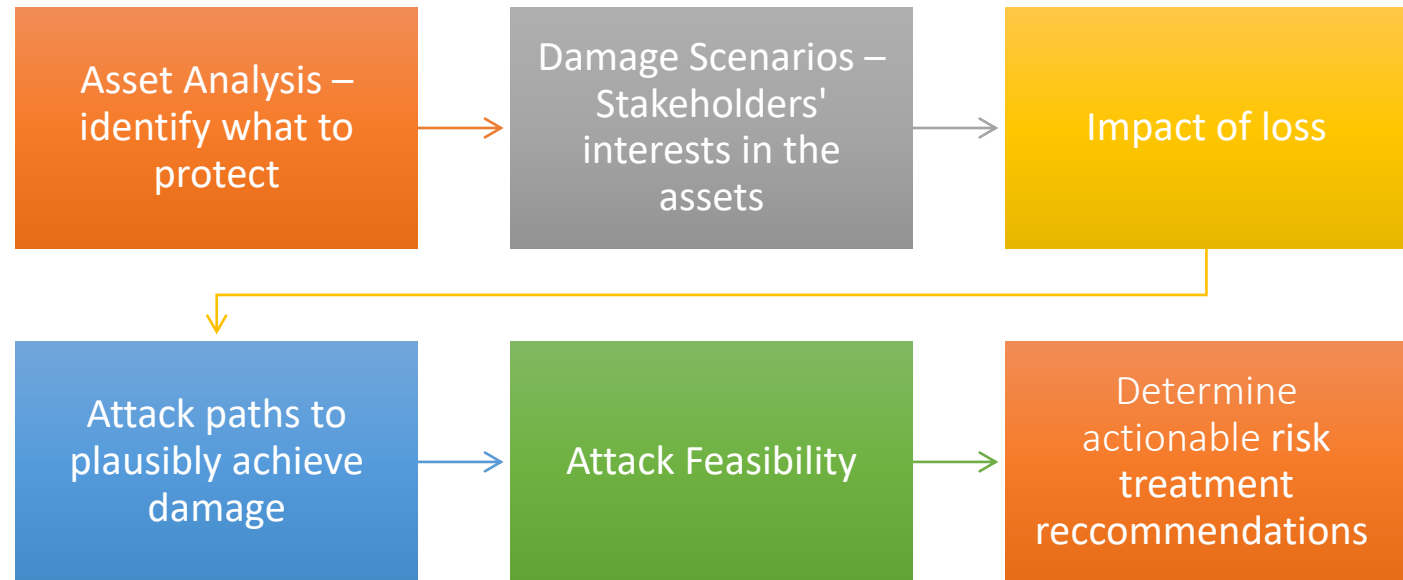 Asset Analysis –
identify what to
protect
Damage Scenarios –
Stakeholders'
interests in the
assets
Impact of loss
Attack paths to
plausibly achieve
damage
Attack Feasibility
Determine
actionable risk
treatment
reccommendations